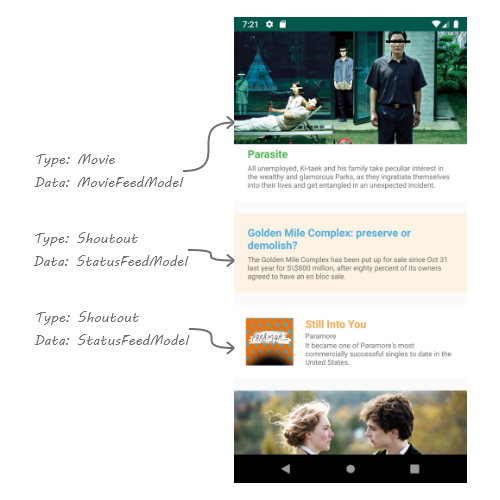 7:21
Type: Movie
Data: MovieFeedModel
Parasite
All unemployed, Ki-taek and his family take peculiar interest in
the wealthy and glamorous Parks, as they ingratiate themselves
into their lives and get entangled in an unexpected incident.
Type: Shoutout
Data: StatusFeedModel
Golden Mile Complex: preserve or
demolish?
The Golden Mile Complex has been put up for sale since Oct 31
last year for S\$800 million, after eighty percent of its owners
agreed to have an en bloc sale.
Type: Shoutout
Data: StatusFeedModel
PARAMORE
Still Into You
Paramore
It became one of Paramore's most
commercially successful singles to date in the
United States.